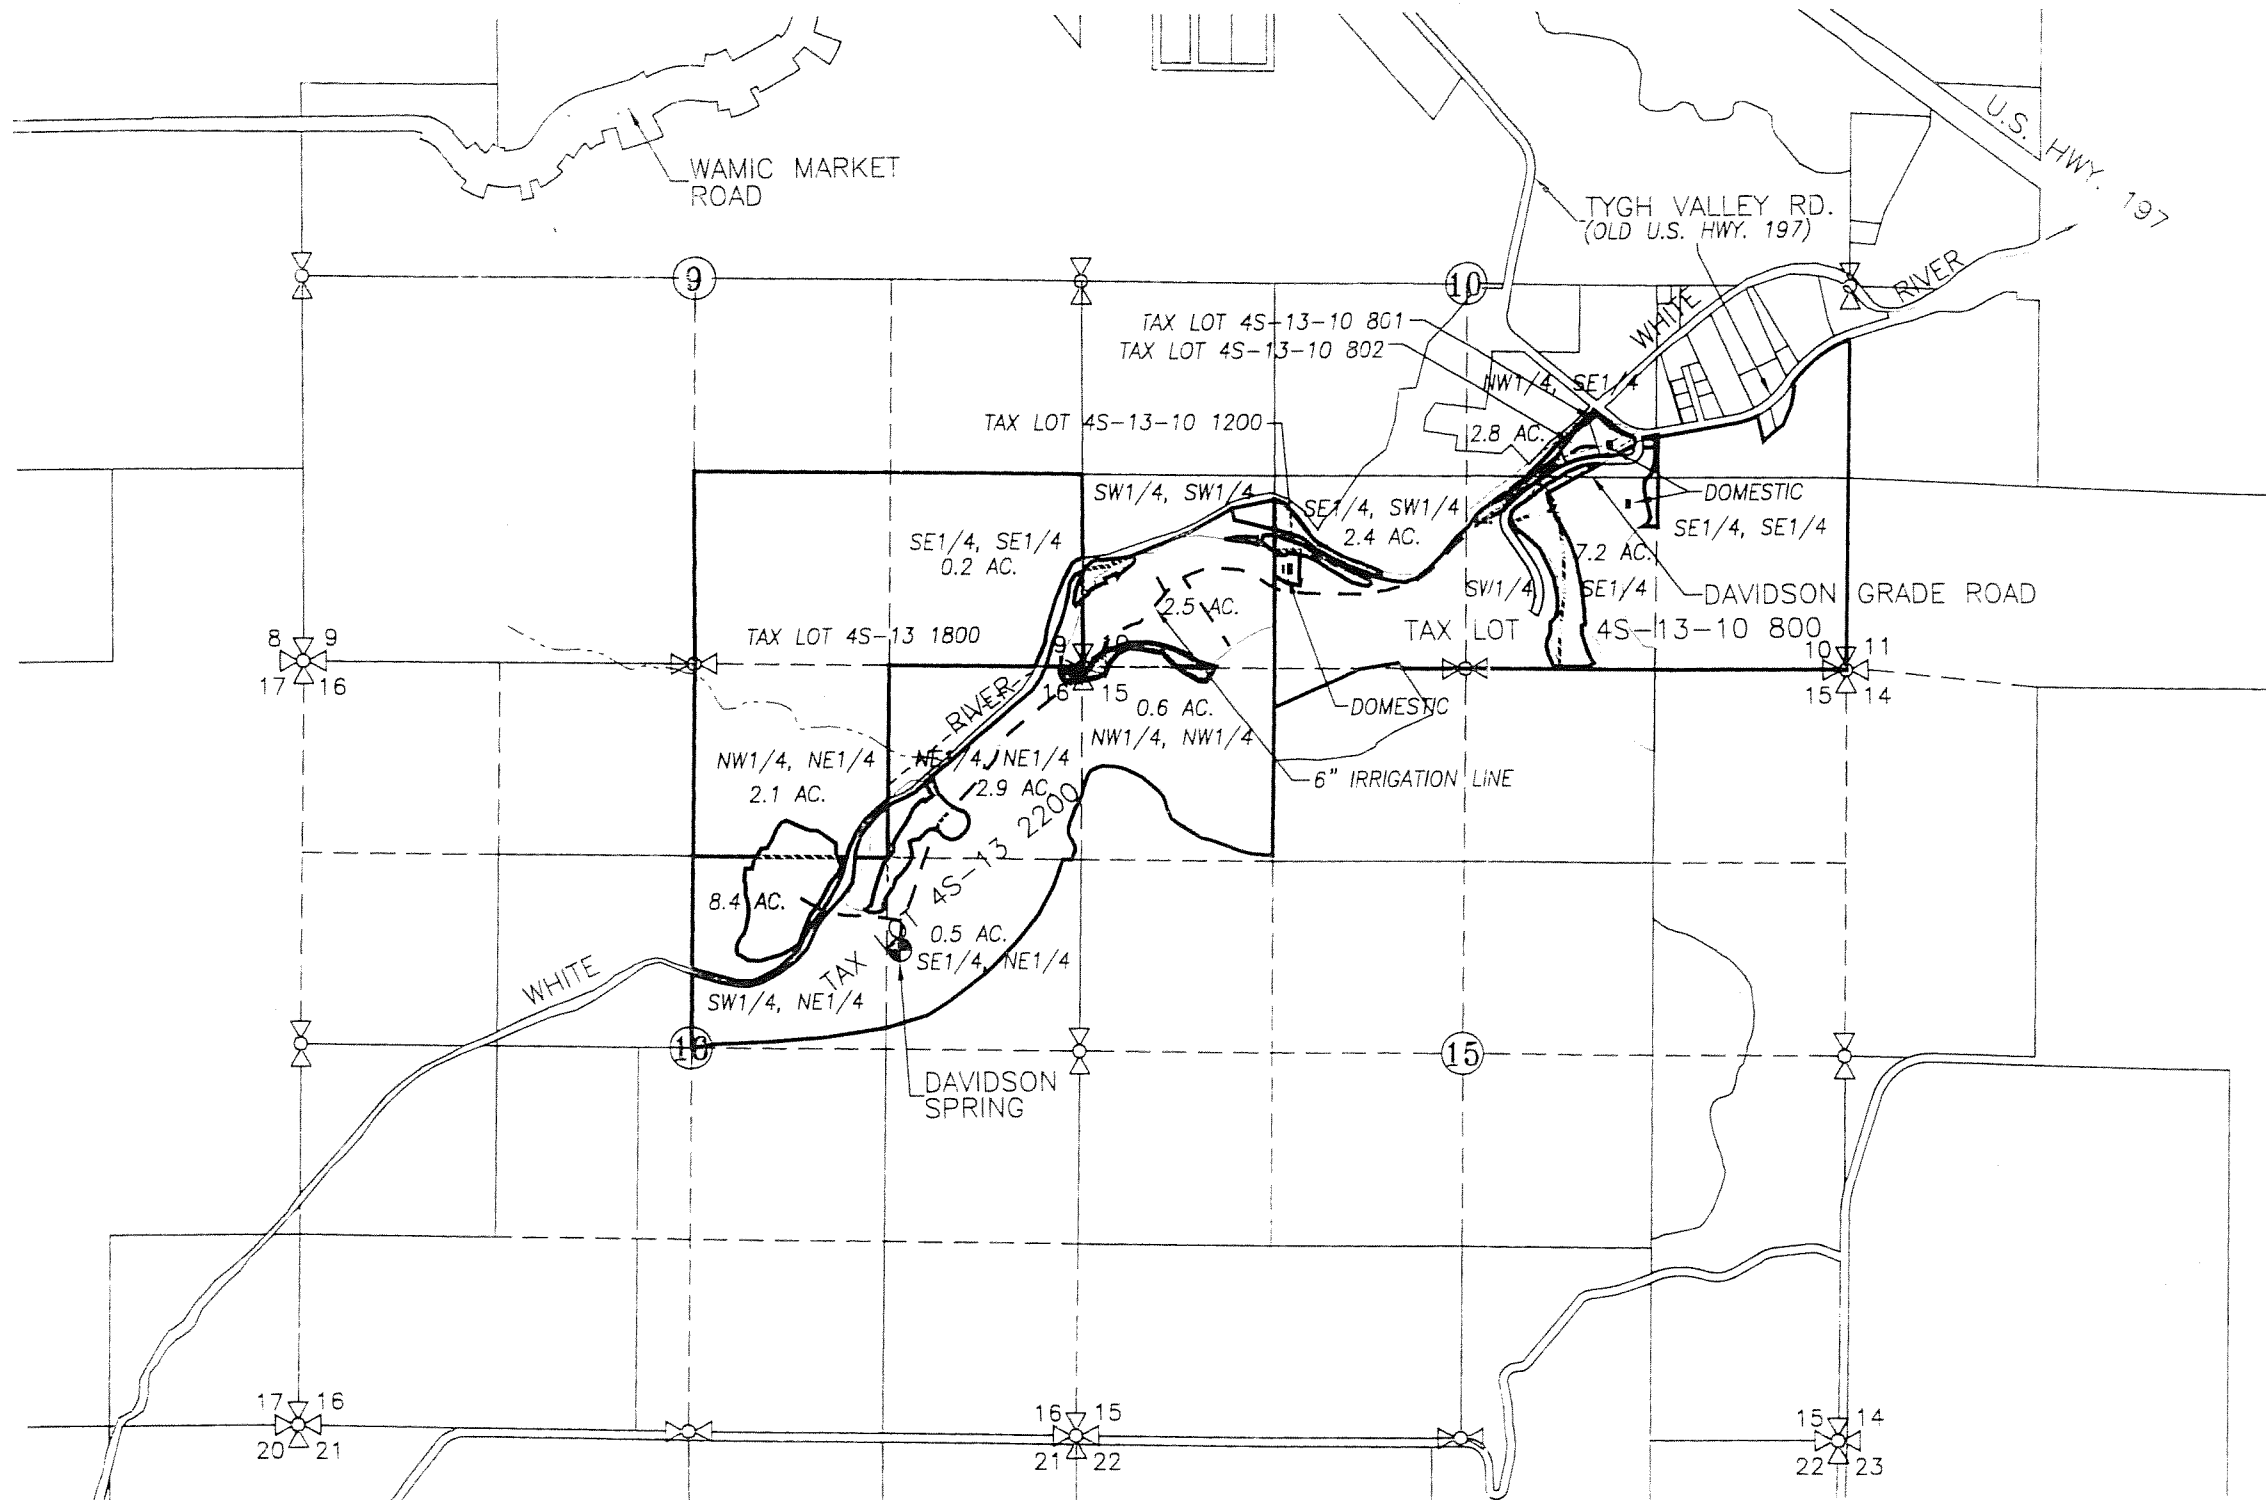 U.S. HWY. 197
WAMIC MARKET
ROAD
TYGH VALLEY RD.
(OLD U.S. HWY. 197)
WHITE RIVER
9
10
TAX LOT 4S-13-10 801
TAX LOT 4S-13-10 802
NW1/4, SE1/4
2.8 AC.
TAX LOT 4S-13-10 1200
SW1/4, SW1/4
SE1/4, SW1/4
2.4 AC.
DOMESTIC
SE1/4, SE1/4
SE1/4, SE1/4
0.2 AC.
7.2 AC.
SW1/4, SE1/4
DAVIDSON GRADE ROAD
2.5 AC.
TAX LOT 4S-13 1800
TAX LOT 4S-13-10 800
8 9
17 16
9 10
16 15
10 11
15 14
RIVER
0.6 AC.
NW1/4, NW1/4
DOMESTIC
NW1/4, NE1/4
2.1 AC.
NE1/4, NE1/4
2.9 AC.
6" IRRIGATION LINE
TAX LOT 4S-13 2200
8.4 AC.
0.5 AC.
SE1/4, NE1/4
WHITE
SW1/4, NE1/4
16
15
DAVIDSON
SPRING
17 16
20 21
16 15
21 22
15 14
22 23